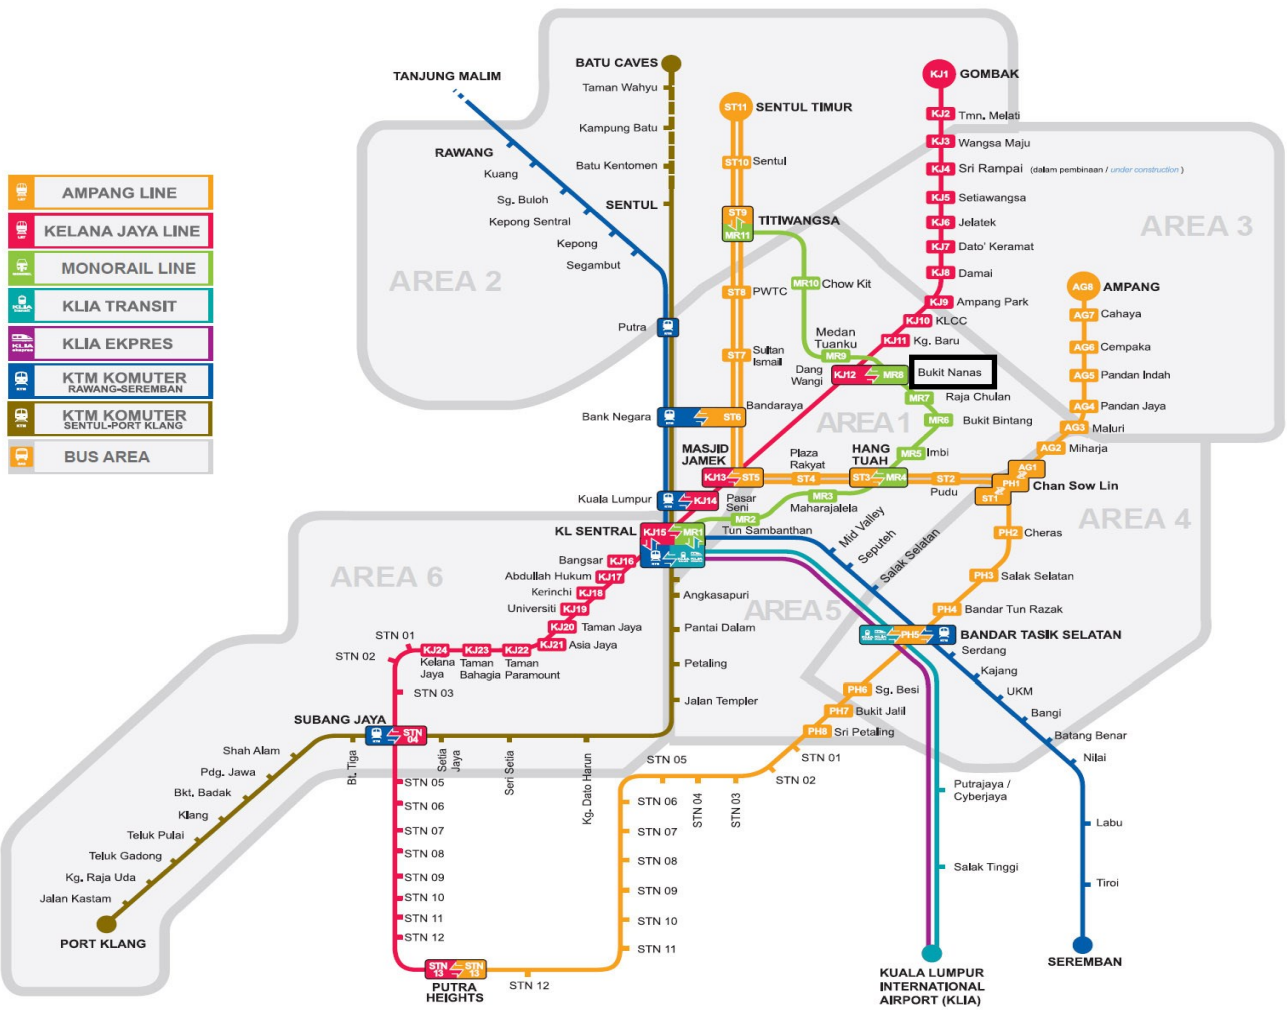 TANJUNG MALIM
RAWANG
Kuang
Sg. Buloh
Kepong Sentral
Kepong
Segambut
Putra
Bank Negara
Kuala Lumpur
BATU CAVES
Taman Wahyu
Kampung Batu
Batu Kentomen
SENTUL
ST11 SENTUL TIMUR
ST10 Sentul
ST9 TITIWANGSA
MR11
ST8 PWTC
ST7 Sultan
Ismail
ST6 Bandaraya
KJ1 GOMBAK
KJ2 Tmn. Melati
KJ3 Wangsa Maju
KJ4 Sri Rampai (dalam pembinaan / under construction)
KJ5 Setiawangsa
KJ6 Jelatek
KJ7 Dato' Keramat
KJ8 Damai
KJ9 Ampang Park
KJ10 KLCC
KJ11 Kg. Baru
Dang
Wangi
KJ12 MR8 Bukit Nanas
MR10 Chow Kit
Medan
Tuanku
MR9
MR7 Raja Chulan
MR6 Bukit Bintang
MR5 Imbi
AG8 AMPANG
AG7 Cahaya
AG6 Cempaka
AG5 Pandan Indah
AG4 Pandan Jaya
AG3 Maluri
AG2 Miharja
AREA 1
AREA 2
AREA 3
AREA 4
AREA 5
AREA 6
AMPANG LINE
KELANA JAYA LINE
MONORAIL LINE
KLIA TRANSIT
KLIA EKPRES
KTM KOMUTER
RAWANG-SEREMBAN
KTM KOMUTER
SENTUL-PORT KLANG
BUS AREA
MASJID
JAMEK
KJ13 ST5
Plaza
Rakyat
ST4
HANG
TUAH
ST3 MR4
ST2
Pudu
AG1
PH1
ST1
Chan Sow Lin
KJ14 Pasar
Seni
MR3
Maharajalela
MR2
Tun Sambanthan
KL SENTRAL
KJ15 MR1
Mid Valley
Seputeh
Salak Selatan
PH2 Cheras
PH3 Salak Selatan
PH4 Bandar Tun Razak
PH5 BANDAR TASIK SELATAN
Serdang
Kajang
UKM
Bangi
Batang Benar
Nilai
Labu
Tiroi
SEREMBAN
PH6 Sg. Besi
PH7 Bukit Jalil
PH8 Sri Petaling
STN 01
STN 02
STN 03
STN 04
STN 05
STN 06
STN 07
STN 08
STN 09
STN 10
STN 11
STN 12
Putrajaya /
Cyberjaya
Salak Tinggi
KUALA LUMPUR
INTERNATIONAL
AIRPORT (KLIA)
Bangsar KJ16
Abdullah Hukum KJ17
Kerinchi KJ18
Universiti KJ19
KJ20 Taman Jaya
KJ21 Asia Jaya
KJ22
Taman
Paramount
KJ23
Taman
Bahagia
KJ24
Kelana
Jaya
STN 01
STN 02
STN 03
SUBANG JAYA
STN
04
STN 05
STN 06
STN 07
STN 08
STN 09
STN 10
STN 11
STN 12
STN
13
STN
13
PUTRA
HEIGHTS
Angkasapuri
Pantai Dalam
Petaling
Jalan Templer
Kg. Dato Harun
Seri Setia
Setia
Jaya
Bt. Tiga
Shah Alam
Pdg. Jawa
Bkt. Badak
Klang
Teluk Pulai
Teluk Gadong
Kg. Raja Uda
Jalan Kastam
PORT KLANG